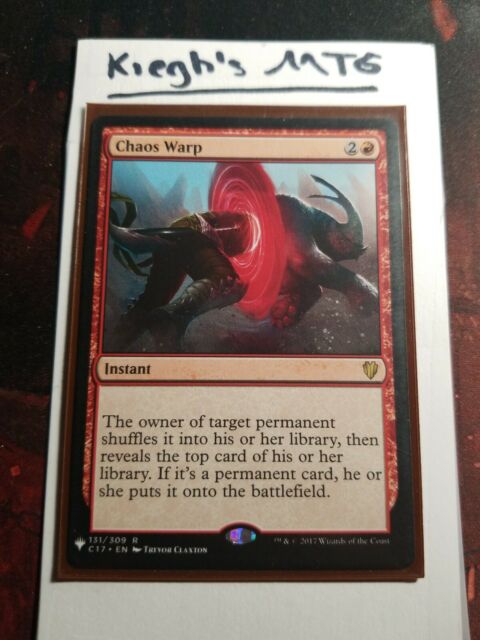 Kiegh's MTG
Chaos Warp 2
Instant
The owner of target permanent
shuffles it into his or her library, then
reveals the top card of his or her
library. If it's a permanent card, he or
she puts it onto the battlefield.
131/309 R
C17 • EN Trevor Claxton
™ & © 2017 Wizards of the Coast